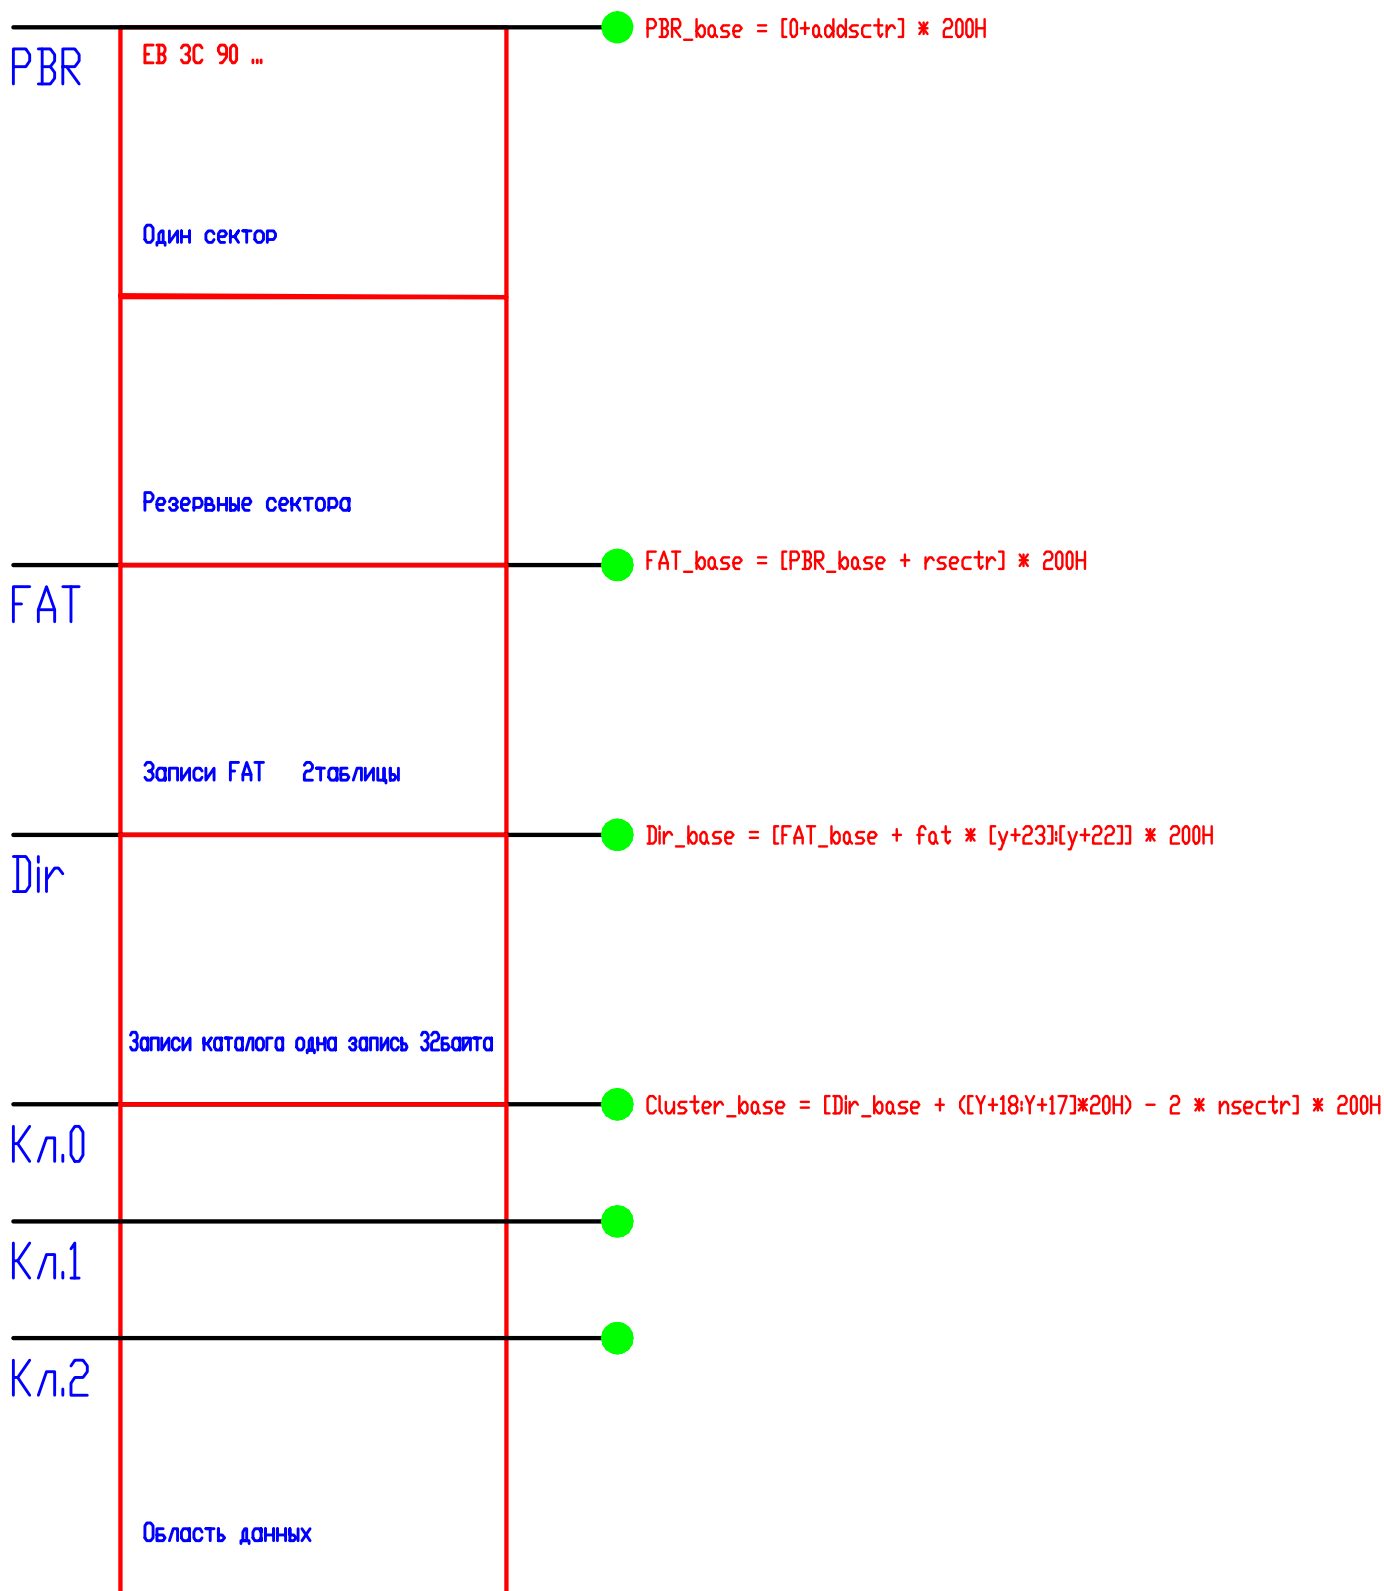 PBR_base = [0+addsctr] * 200H
PBR
EB 3C 90 ...
Один сектор
Резервные сектора
FAT_base = [PBR_base + rsectr] * 200H
FAT
Записи FAT 2таблицы
Dir_base = [FAT_base + fat * [y+23]:[y+22]] * 200H
Dir
Записи каталога одна запись 32байта
Cluster_base = [Dir_base + ([Y+18:Y+17]*20H) - 2 * nsectr] * 200H
Кл.0
Кл.1
Кл.2
Область данных